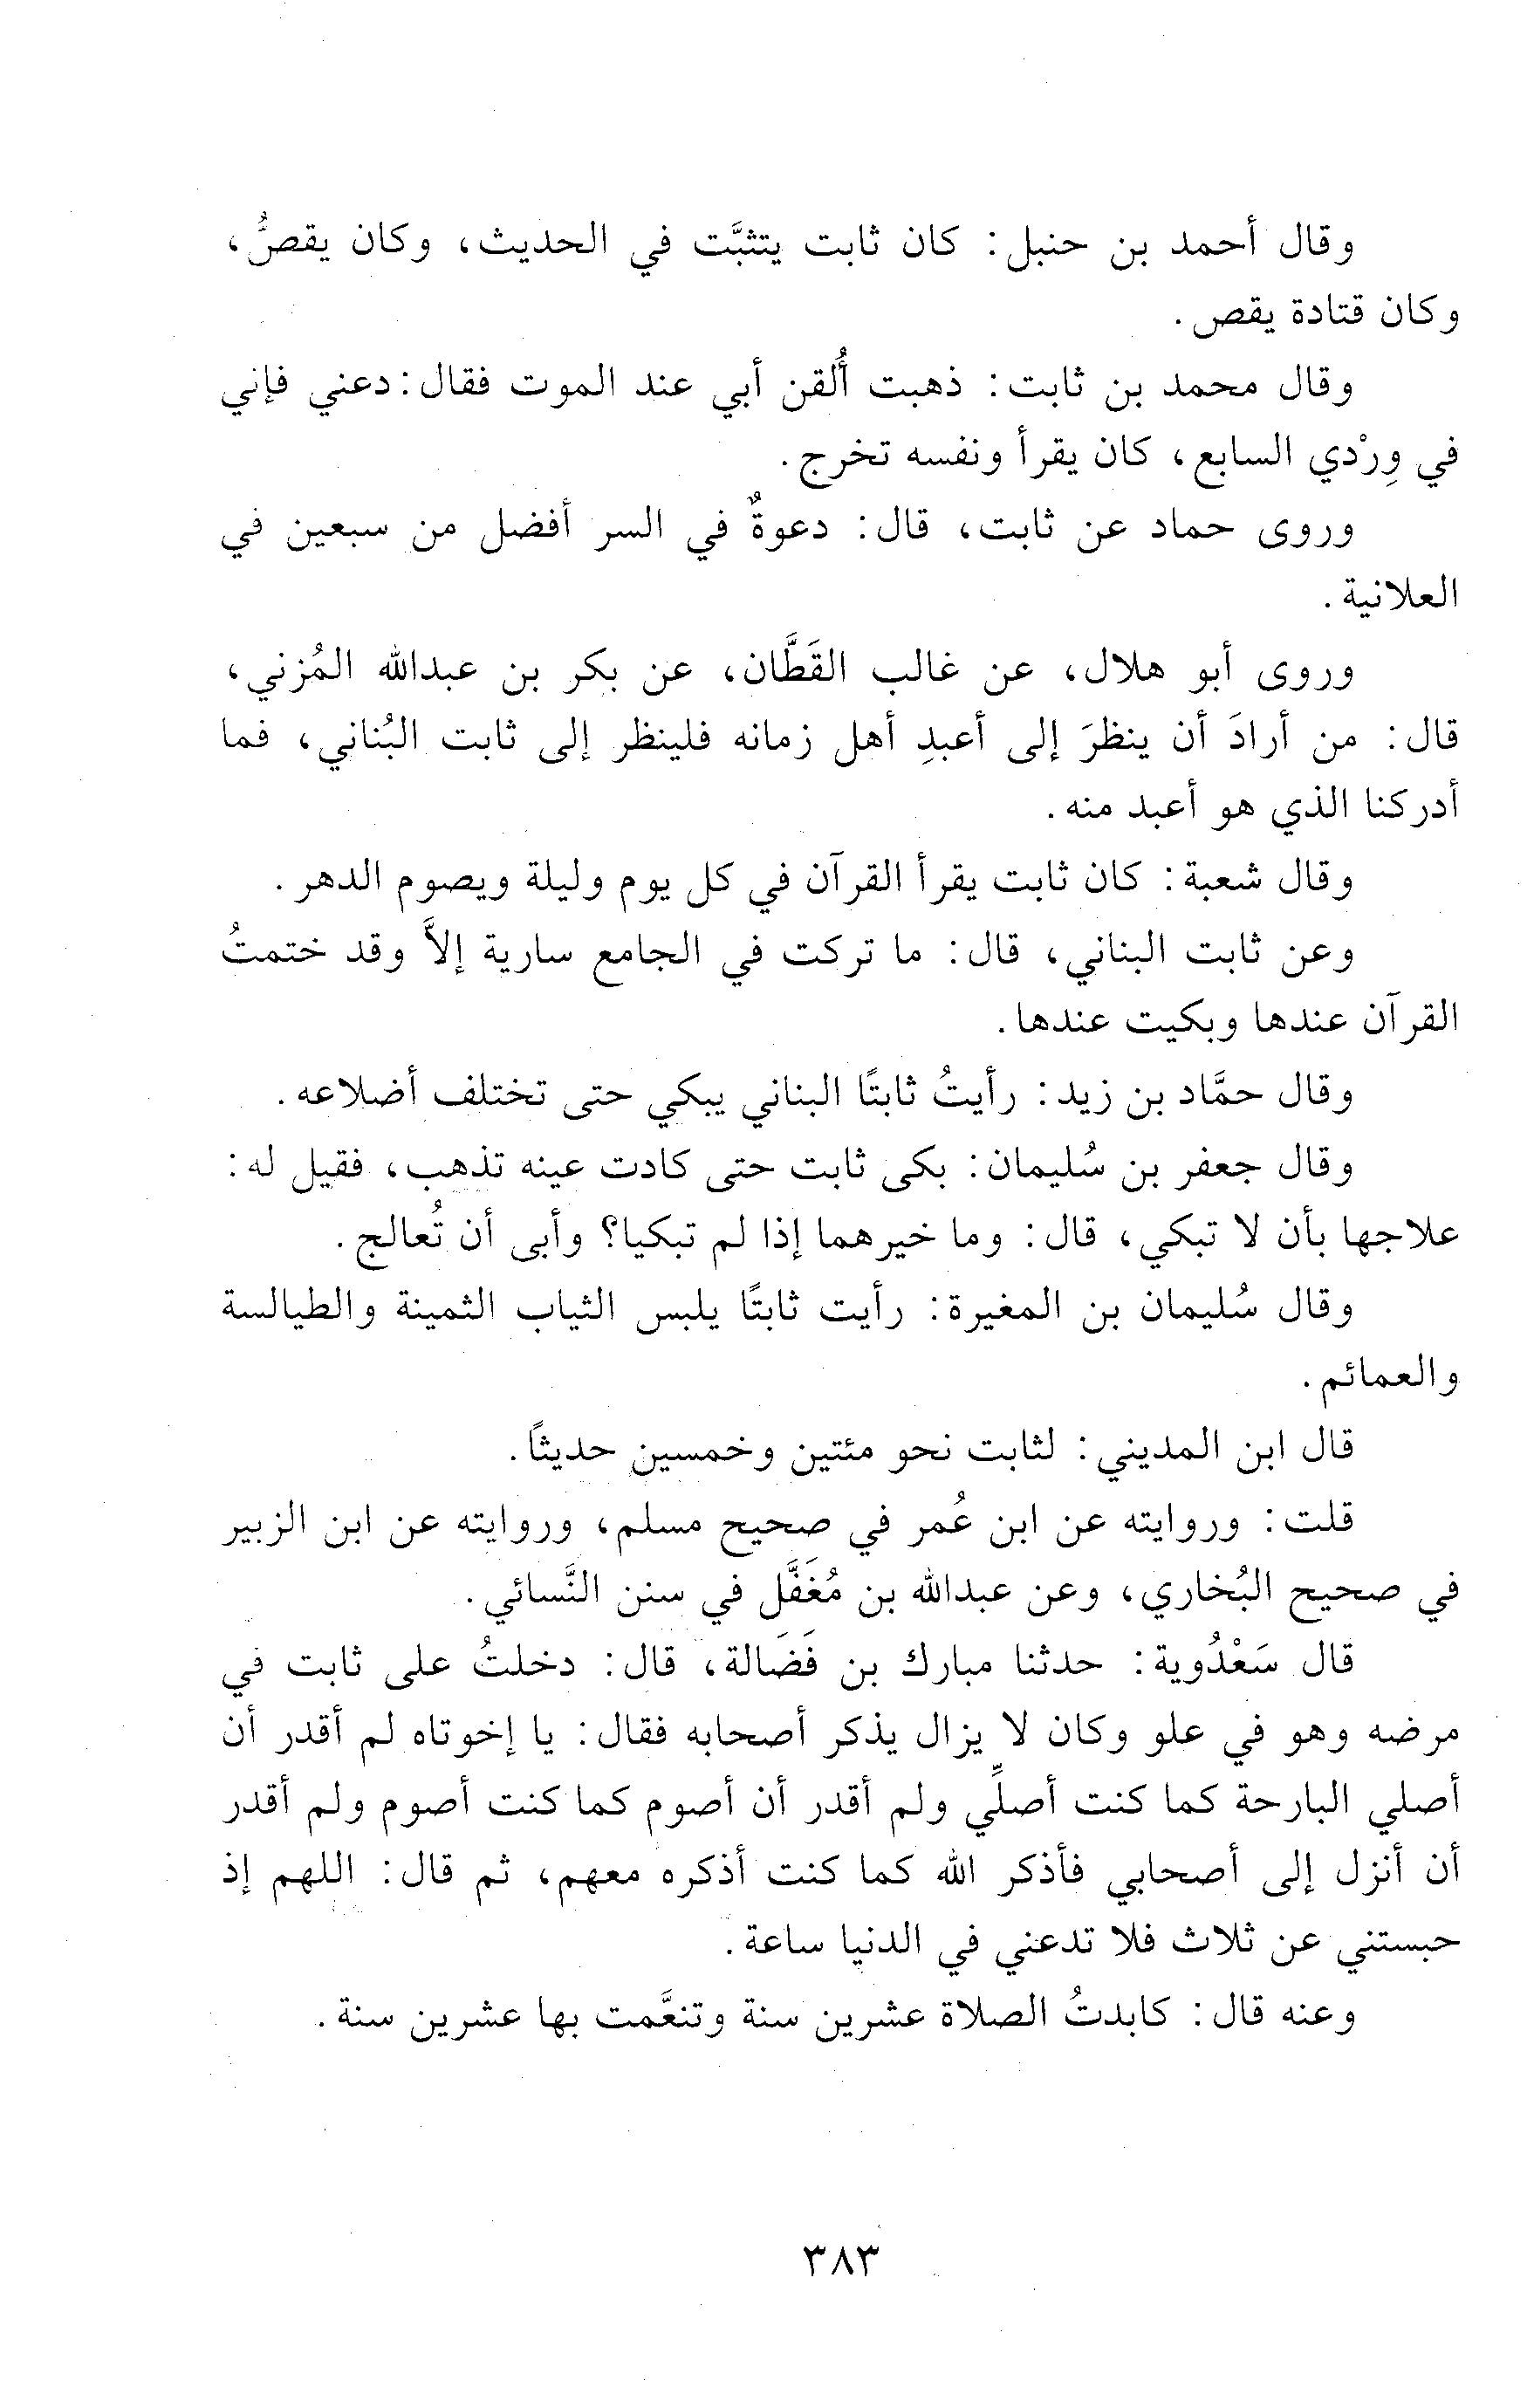 وقال أحمد بن حنبل: كان ثابت يتثبَّت في الحديث، وكان يقصُّ،
وكان قتادة يقص.
وقال محمد بن ثابت: ذهبت أُلقن أبي عند الموت فقال: دعني فإني
في وِرْدي السابع، كان يقرأ ونفسه تخرج.
وروى حماد عن ثابت، قال: دعوةٌ في السر أفضل من سبعين في
العلانية.
وروى أبو هلال، عن غالب القَطَّان، عن بكر بن عبدالله المُزني،
قال: من أرادَ أن ينظرَ إلى أعبدِ أهل زمانه فلينظر إلى ثابت البُناني، فما
أدركنا الذي هو أعبد منه.
وقال شعبة: كان ثابت يقرأ القرآن في كل يوم وليلة ويصوم الدهر.
وعن ثابت البناني، قال: ما تركت في الجامع سارية إلاَّ وقد ختمتُ
القرآن عندها وبكيت عندها.
وقال حمَّاد بن زيد: رأيتُ ثابتًا البناني يبكي حتى تختلف أضلاعه.
وقال جعفر بن سُليمان: بكى ثابت حتى كادت عينه تذهب، فقيل له:
علاجها بأن لا تبكي، قال: وما خيرهما إذا لم تبكيا؟ وأبى أن تُعالج.
وقال سُليمان بن المغيرة: رأيت ثابتًا يلبس الثياب الثمينة والطيالسة
والعمائم.
قال ابن المديني: لثابت نحو مئتين وخمسين حديثاً.
قلت: وروايته عن ابن عُمر في صحيح مسلم، وروايته عن ابن الزبير
في صحيح البُخاري، وعن عبدالله بن مُغَفَّل في سنن النَّسائي.
قال سَعْدُوية: حدثنا مبارك بن فَضَالة، قال: دخلتُ على ثابت في
مرضه وهو في علو وكان لا يزال يذكر أصحابه فقال: يا إخوتاه لم أقدر أن
أصلي البارحة كما كنت أصلِّي ولم أقدر أن أصوم كما كنت أصوم ولم أقدر
أن أنزل إلى أصحابي فأذكر الله كما كنت أذكره معهم، ثم قال: اللهم إذ
حبستني عن ثلاث فلا تدعني في الدنيا ساعة.
وعنه قال: كابدتُ الصلاة عشرين سنة وتنعَّمت بها عشرين سنة.
٣٨٣